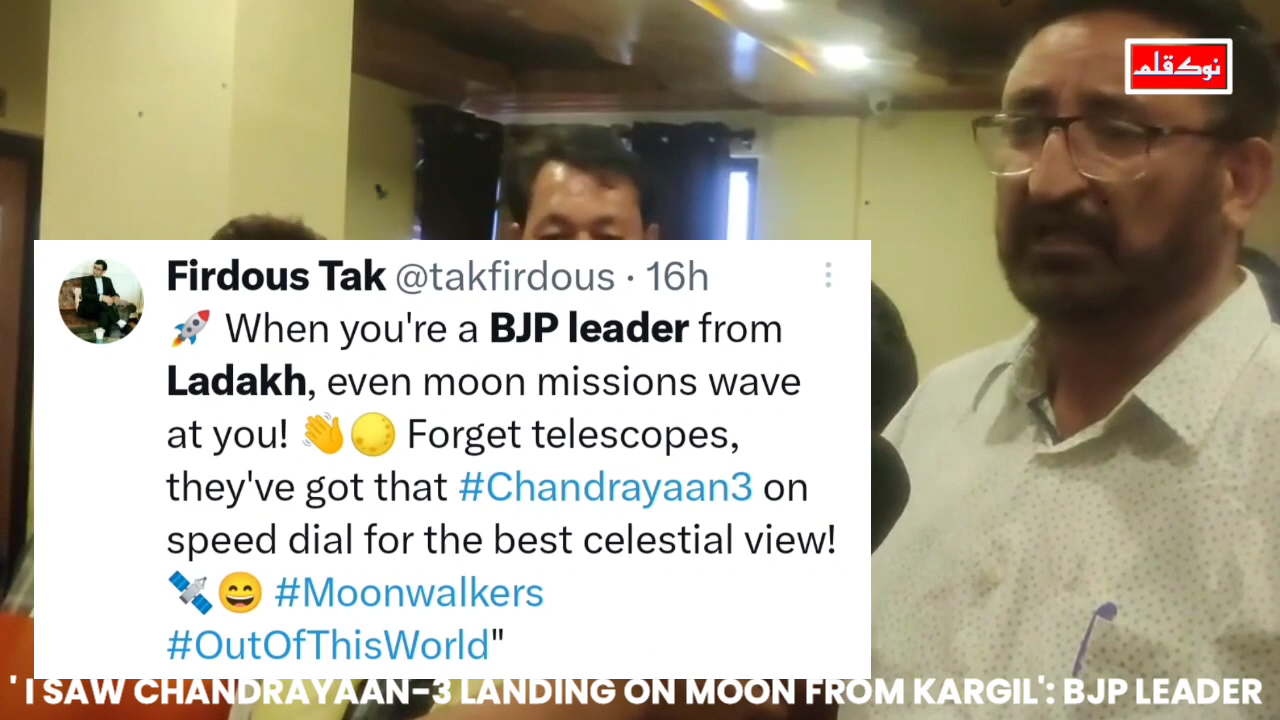 نوک قلم
Firdous Tak @takfirdous · 16h
🚀 When you're a BJP leader from
Ladakh, even moon missions wave
at you! 👋🌕 Forget telescopes,
they've got that #Chandrayaan3 on
speed dial for the best celestial view!
🛰️😄 #Moonwalkers
#OutOfThisWorld"
' I SAW CHANDRAYAAN-3 LANDING ON MOON FROM KARGIL': BJP LEADER